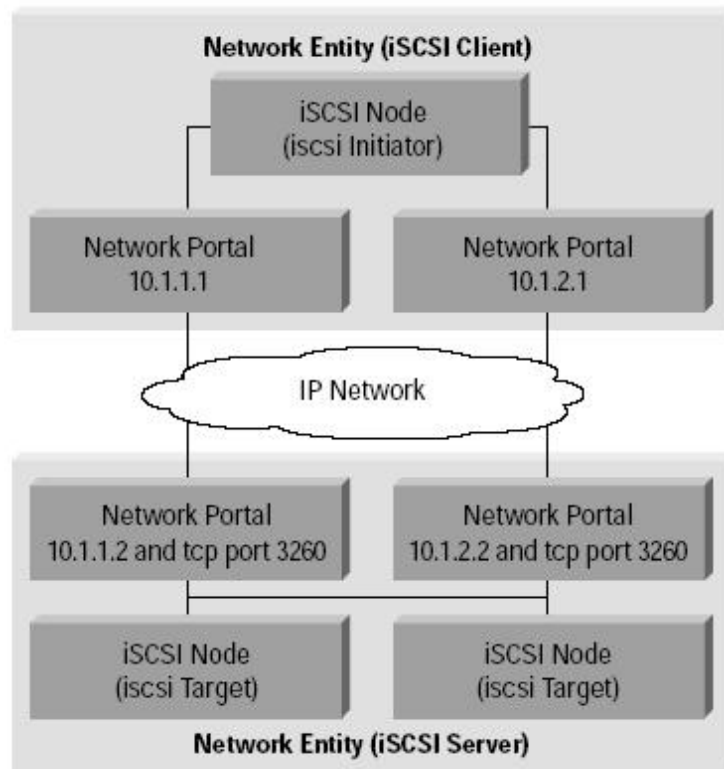 Network Entity (iSCSI Client)
iSCSI Node
(iscsi Initiator)
Network Portal
10.1.1.1
Network Portal
10.1.2.1
IP Network
Network Portal
10.1.1.2 and tcp port 3260
Network Portal
10.1.2.2 and tcp port 3260
iSCSI Node
(iscsi Target)
iSCSI Node
(iscsi Target)
Network Entity (iSCSI Server)